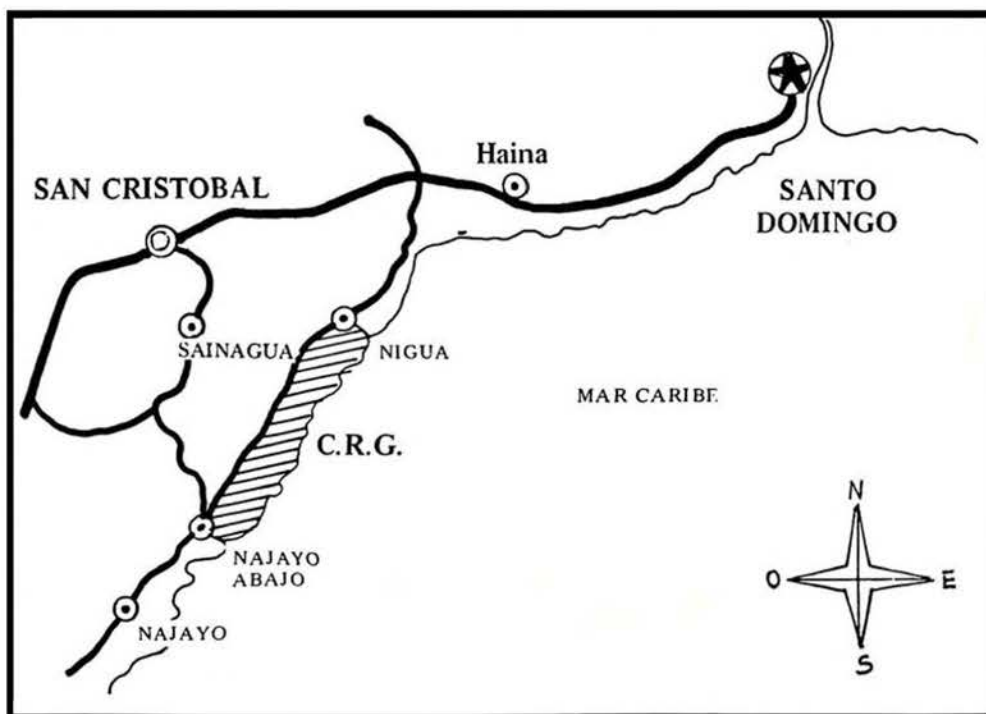 Haina
SAN CRISTOBAL
SANTO
DOMINGO
SAINAGUA
NIGUA
MAR CARIBE
C.R.G.
N
NAJAYO
ABAJO
O
E
NAJAYO
S